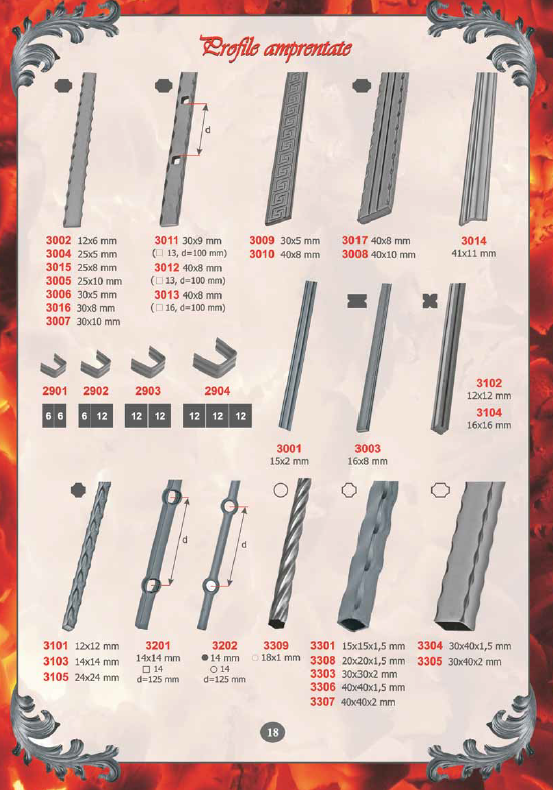 Profile amprentate
d
3002 12x6 mm
3004 25x5 mm
3015 25x8 mm
3005 25x10 mm
3006 30x5 mm
3016 30x8 mm
3007 30x10 mm
3011 30x9 mm
(□ 13, d=100 mm)
3012 40x8 mm
(□ 13, d=100 mm)
3013 40x8 mm
(□ 16, d=100 mm)
3009 30x5 mm
3010 40x8 mm
3017 40x8 mm
3008 40x10 mm
3014
41x11 mm
2901 2902 2903 2904
6 6 6 12 12 12 12 12 12
3001
15x2 mm
3003
16x8 mm
3102
12x12 mm
3104
16x16 mm
d
d
3101 12x12 mm
3103 14x14 mm
3105 24x24 mm
3201
14x14 mm
□ 14
d=125 mm
3202
● 14 mm
○ 14
d=125 mm
3309
□ 18x1 mm
3301 15x15x1,5 mm
3308 20x20x1,5 mm
3303 30x30x2 mm
3306 40x40x1,5 mm
3307 40x40x2 mm
3304 30x40x1,5 mm
3305 30x40x2 mm
18